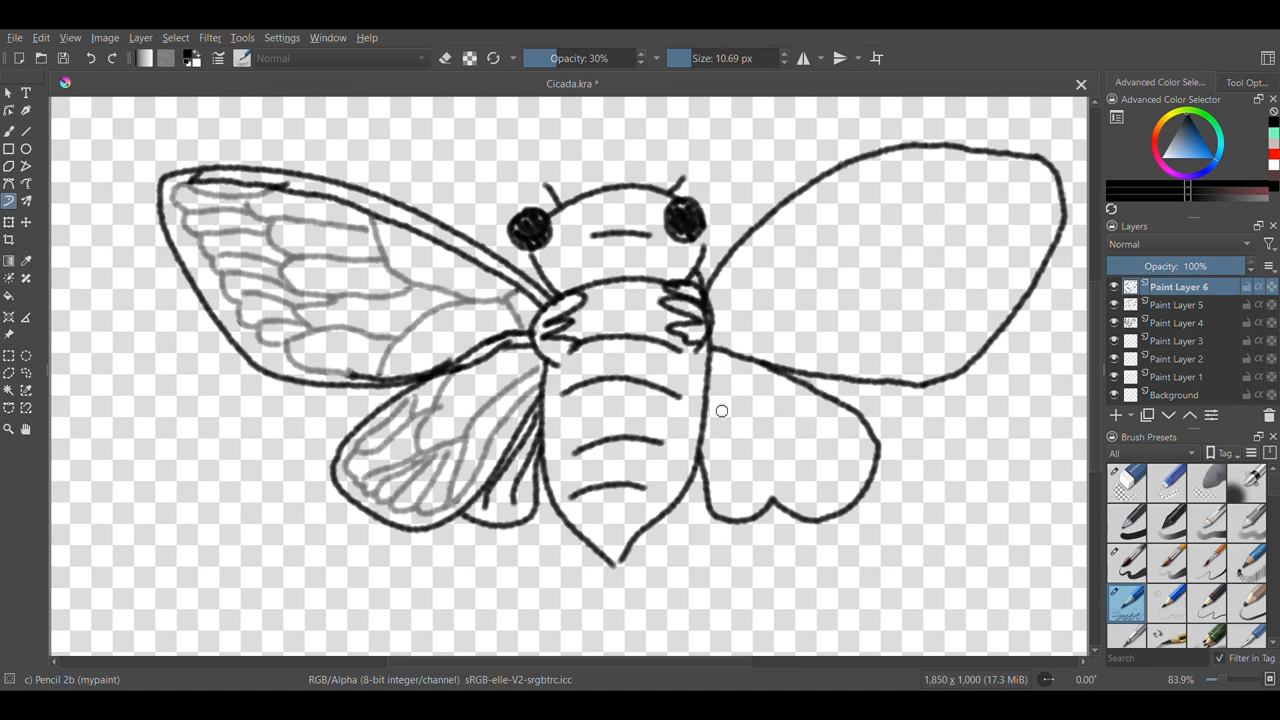 File Edit View Image Layer Select Filter Tools Settings Window Help
Normal Opacity: 30% Size: 10.69 px
Cicada.kra *
Advanced Color Sele... Tool Opt...
Advanced Color Selector
Layers
Normal
Opacity: 100%
Paint Layer 6
Paint Layer 5
Paint Layer 4
Paint Layer 3
Paint Layer 2
Paint Layer 1
Background
Brush Presets
All Tag
Search Filter in Tag
c) Pencil 2b (mypaint) RGB/Alpha (8-bit integer/channel) sRGB-elle-V2-srgbtrc.icc 1,850 x 1,000 (17.3 MiB) 0.00° 83.9%